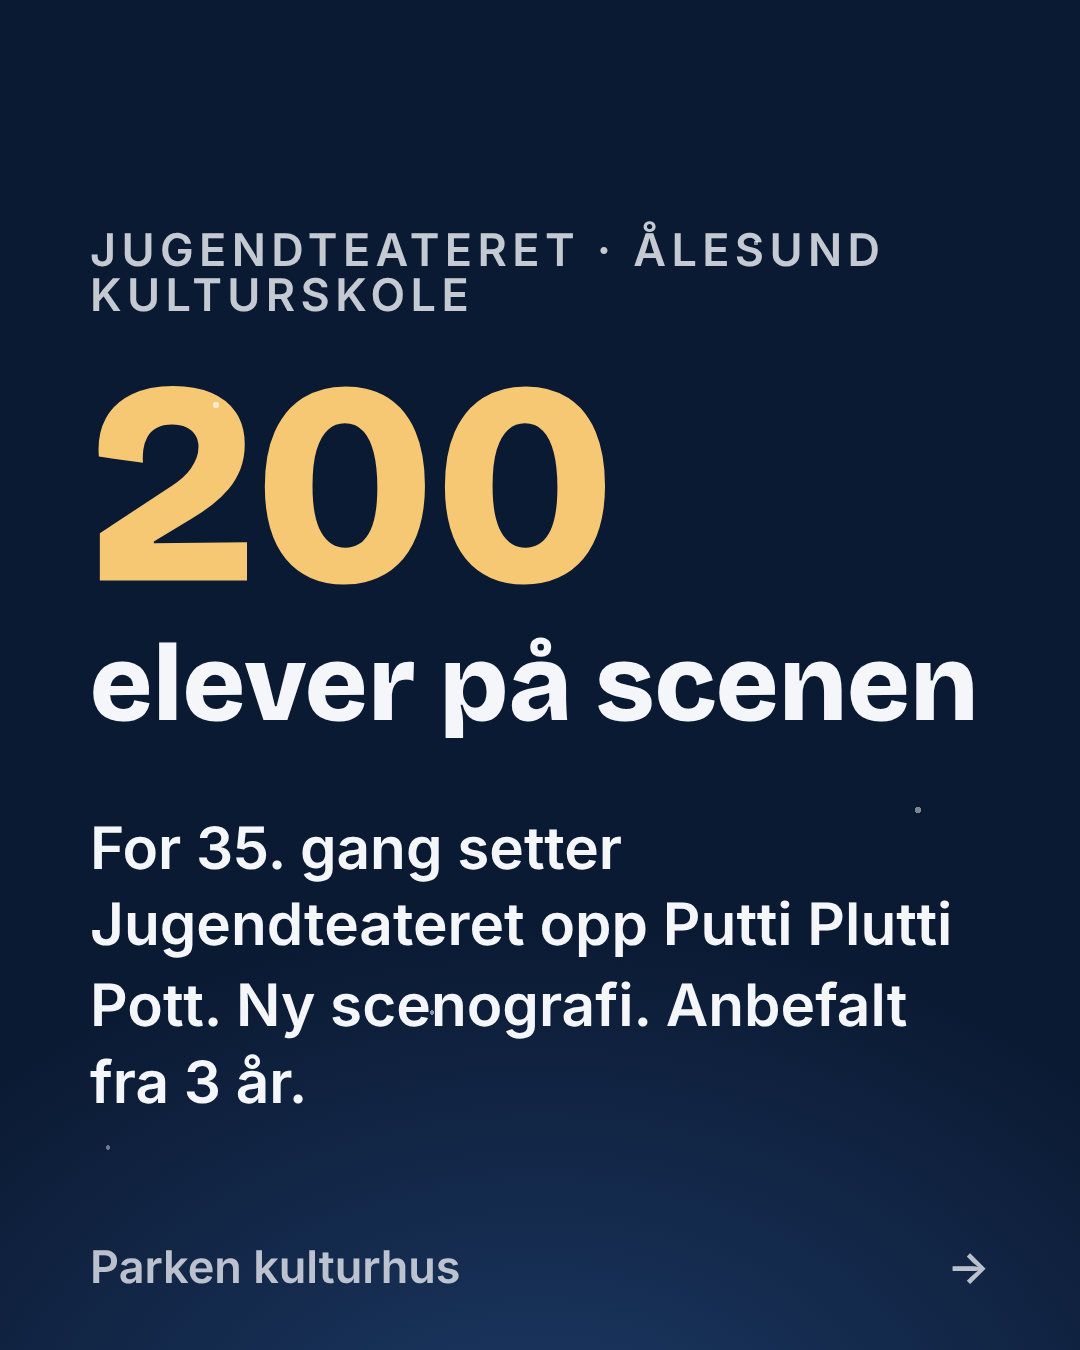 JUGENDTEATERET · ÅLESUND
KULTURSKOLE
200
elever på scenen
For 35. gang setter
Jugendteateret opp Putti Plutti
Pott. Ny scenografi. Anbefalt
fra 3 år.
Parken kulturhus →